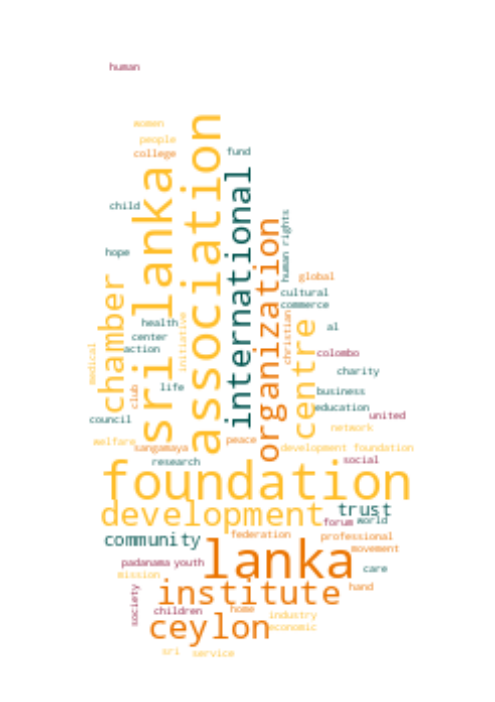 human
women
people
college
association
fund
sri lanka
international
child
human rights
organization
hope
global
chamber
cultural
commerce
initiative
health
christian
centre
al
center
action
medical
colombo
charity
club
life
business
education
council
united
network
welfare
peace
sangamaya
development foundation
research
social
foundation
development
trust
forum
world
community
federation
professional
lanka
movement
padanama
youth
care
mission
institute
hand
society
children
home
industry
ceylon
economic
sri
service